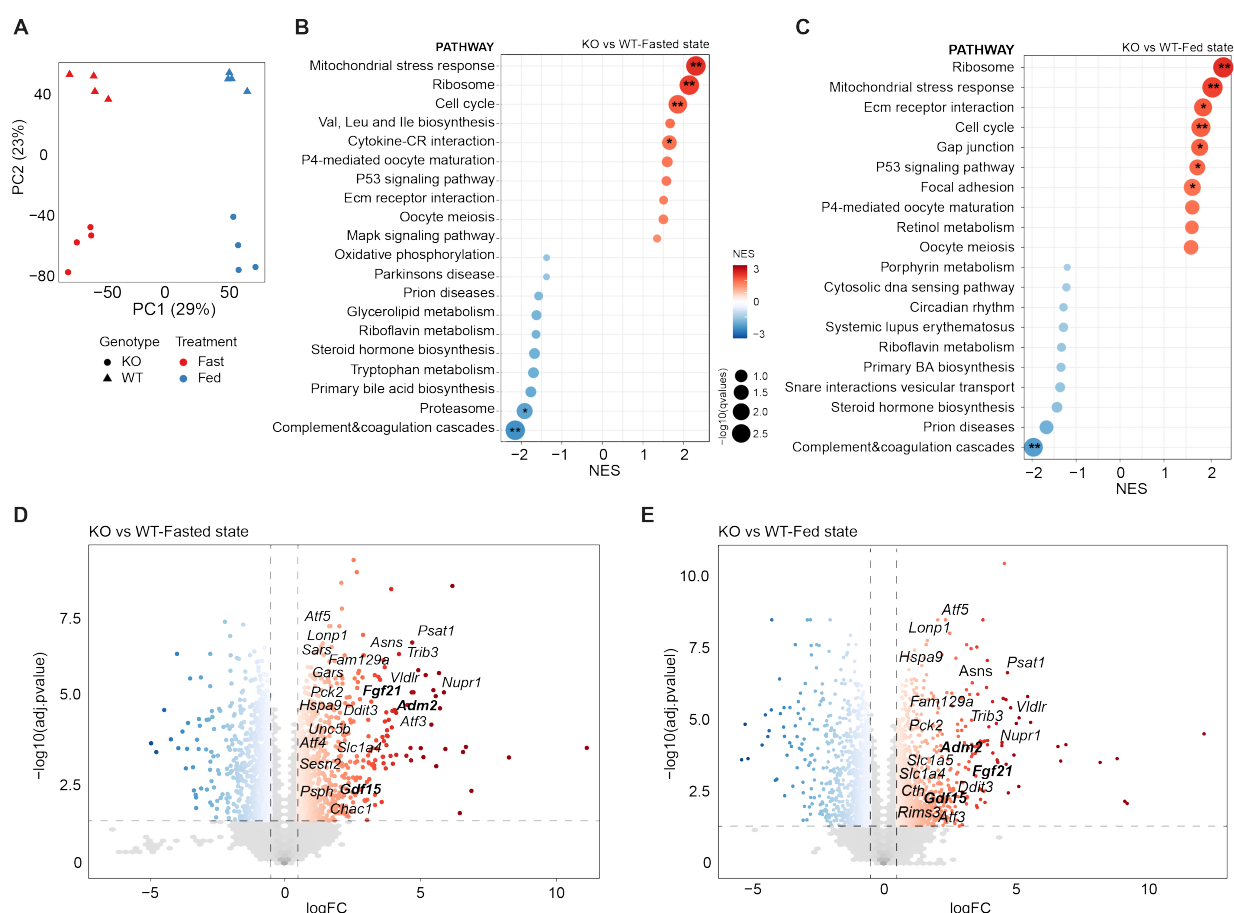 A
PC2 (23%)
40
0
−40
−80
−50
0
50
PC1 (29%)
Genotype
Treatment
KO
Fast
WT
Fed
B
PATHWAY
KO vs WT-Fasted state
Mitochondrial stress response
**
Ribosome
**
Cell cycle
**
Val, Leu and Ile biosynthesis
Cytokine-CR interaction
*
P4-mediated oocyte maturation
P53 signaling pathway
Ecm receptor interaction
Oocyte meiosis
Mapk signaling pathway
Oxidative phosphorylation
Parkinsons disease
Prion diseases
Glycerolipid metabolism
Riboflavin metabolism
Steroid hormone biosynthesis
Tryptophan metabolism
Primary bile acid biosynthesis
Proteasome
*
Complement&coagulation cascades
**
−2
−1
0
1
2
NES
NES
3
0
−3
−log10(qvalues)
1.0
1.5
2.0
2.5
C
PATHWAY
KO vs WT-Fed state
Ribosome
**
Mitochondrial stress response
**
Ecm receptor interaction
*
Cell cycle
**
Gap junction
*
P53 signaling pathway
*
Focal adhesion
*
P4-mediated oocyte maturation
Retinol metabolism
Oocyte meiosis
Porphyrin metabolism
Cytosolic dna sensing pathway
Circadian rhythm
Systemic lupus erythematosus
Riboflavin metabolism
Primary BA biosynthesis
Snare interactions vesicular transport
Steroid hormone biosynthesis
Prion diseases
Complement&coagulation cascades
**
−2
−1
0
1
2
NES
D
KO vs WT-Fasted state
−log10(adj.pvaluel)
7.5
5.0
2.5
0
Atf5
Psat1
Lonp1
Asns
Sars
Trib3
Fam129a
Gars
Vldlr
Nupr1
Pck2
Fgf21
Hspa9
Ddit3
Adm2
Atf3
Unc5b
Atf4
Slc1a4
Sesn2
Psph
Gdf15
Chac1
−5
0
5
10
logFC
E
KO vs WT-Fed state
−log10(adj.pvaluel)
10.0
7.5
5.0
2.5
0
Atf5
Lonp1
Hspa9
Psat1
Asns
Fam129a
Vldlr
Trib3
Pck2
Nupr1
Adm2
Slc1a5
Fgf21
Slc1a4
Ddit3
Cth
Gdf15
Rims3
Atf3
−5
0
5
10
logFC